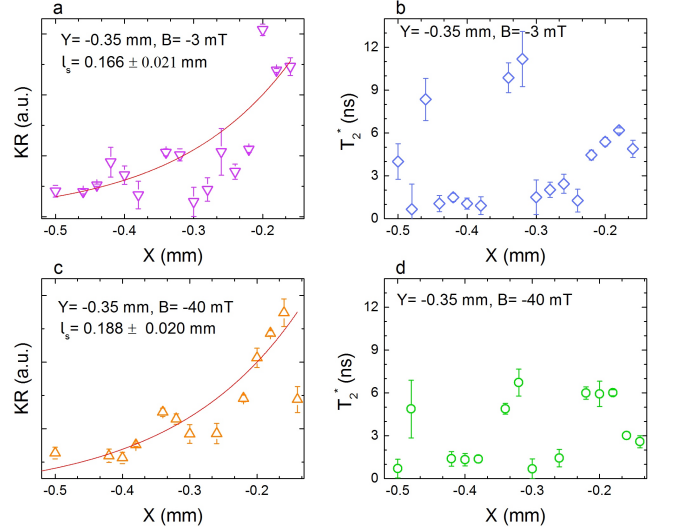 a
Y= -0.35 mm, B= -3 mT
l_s= 0.166 ± 0.021 mm
KR (a.u.)
-0.5 -0.4 -0.3 -0.2
X (mm)
b
Y= -0.35 mm, B= -3 mT
T_2^* (ns)
12
9
6
3
0
-0.5 -0.4 -0.3 -0.2
X (mm)
c
Y= -0.35 mm, B= -40 mT
l_s= 0.188 ± 0.020 mm
KR (a.u.)
-0.5 -0.4 -0.3 -0.2
X (mm)
d
Y= -0.35 mm, B= -40 mT
T_2^* (ns)
12
9
6
3
0
-0.5 -0.4 -0.3 -0.2
X (mm)